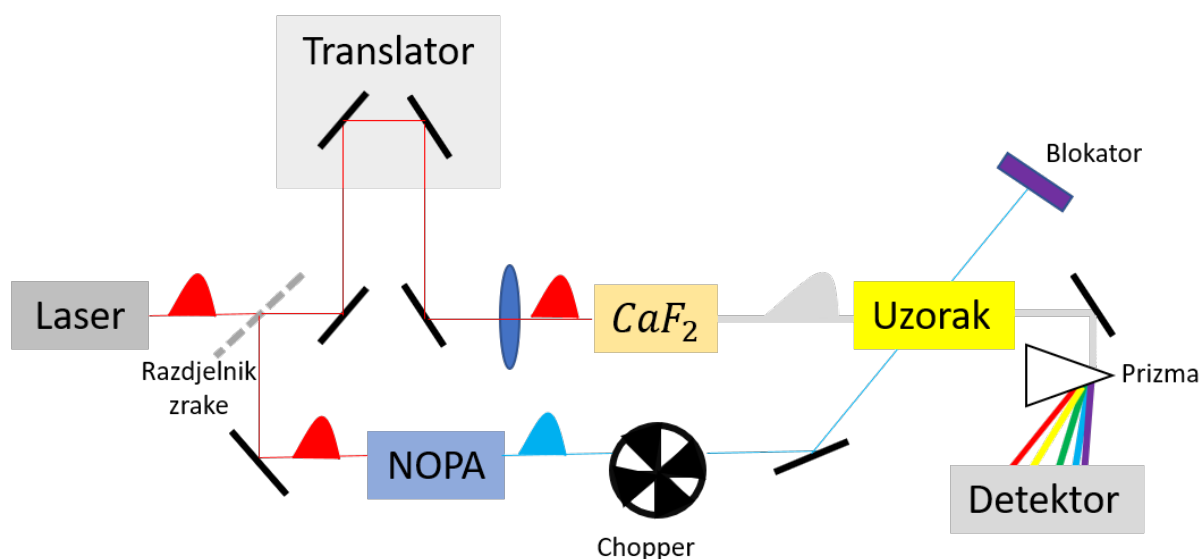 Translator
Blokator
Laser
CaF₂
Uzorak
Razdjelnik
zrake
Prizma
NOPA
Detektor
Chopper